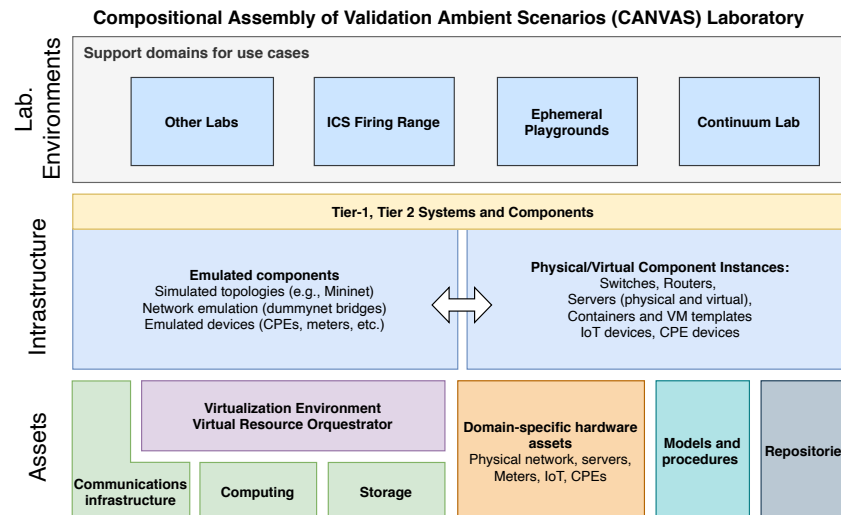 Compositional Assembly of Validation Ambient Scenarios (CANVAS) Laboratory
Lab.
Environments
Support domains for use cases
Other Labs
ICS Firing Range
Ephemeral
Playgrounds
Continuum Lab
Intrastructure
Tier-1, Tier 2 Systems and Components
Emulated components
Simulated topologies (e.g., Mininet)
Network emulation (dummynet bridges)
Emulated devices (CPEs, meters, etc.)
Physical/Virtual Component Instances:
Switches, Routers,
Servers (physical and virtual),
Containers and VM templates
IoT devices, CPE devices
Assets
Communications
infrastructure
Virtualization Environment
Virtual Resource Orquestrator
Computing
Storage
Domain-specific hardware
assets
Physical network, servers,
Meters, IoT, CPEs
Models and
procedures
Repositorie